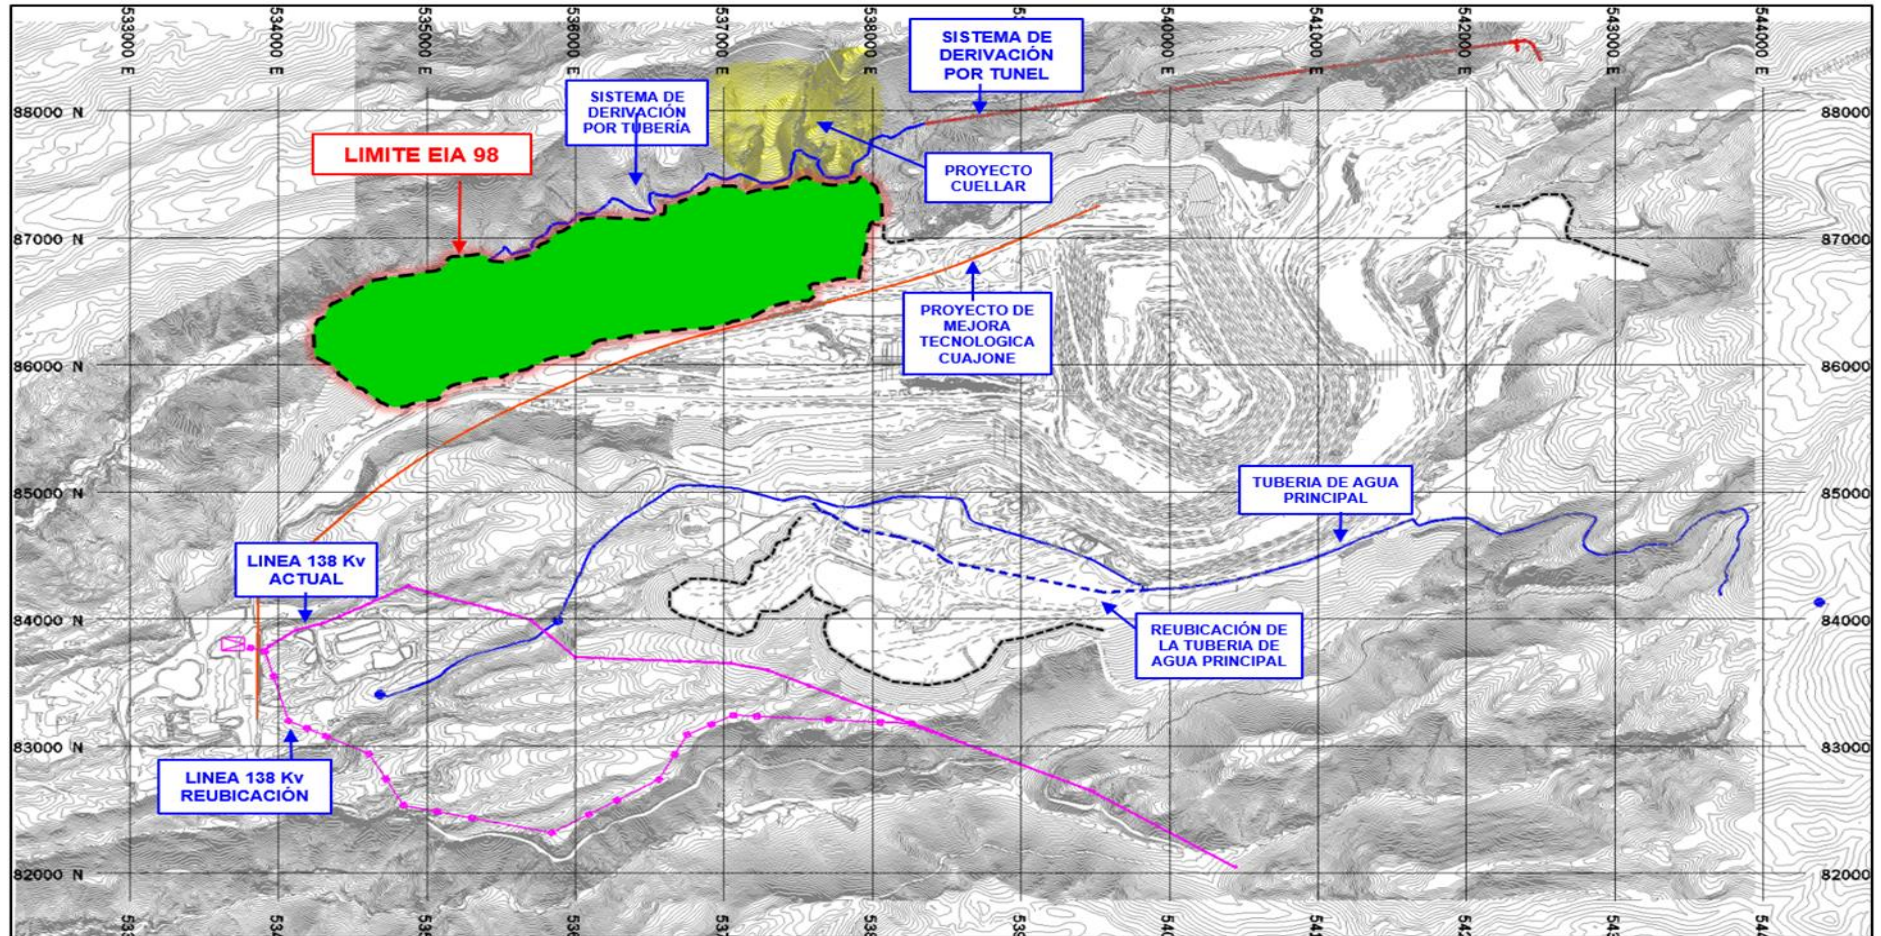 533000 E
534000 E
535000 E
536000 E
537000 E
538000 E
540000 E
541000 E
542000 E
543000 E
544000 E
SISTEMA DE
DERIVACIÓN
POR TUNEL
SISTEMA DE
DERIVACIÓN
POR TUBERÍA
88000 N
88000
LIMITE EIA 98
PROYECTO
CUELLAR
87000 N
87000
PROYECTO DE
MEJORA
TECNOLOGICA
CUAJONE
86000 N
86000
TUBERIA DE AGUA
PRINCIPAL
85000 N
85000
LINEA 138 Kv
ACTUAL
84000 N
84000
REUBICACIÓN DE
LA TUBERIA DE
AGUA PRINCIPAL
83000 N
83000
LINEA 138 Kv
REUBICACIÓN
82000 N
82000